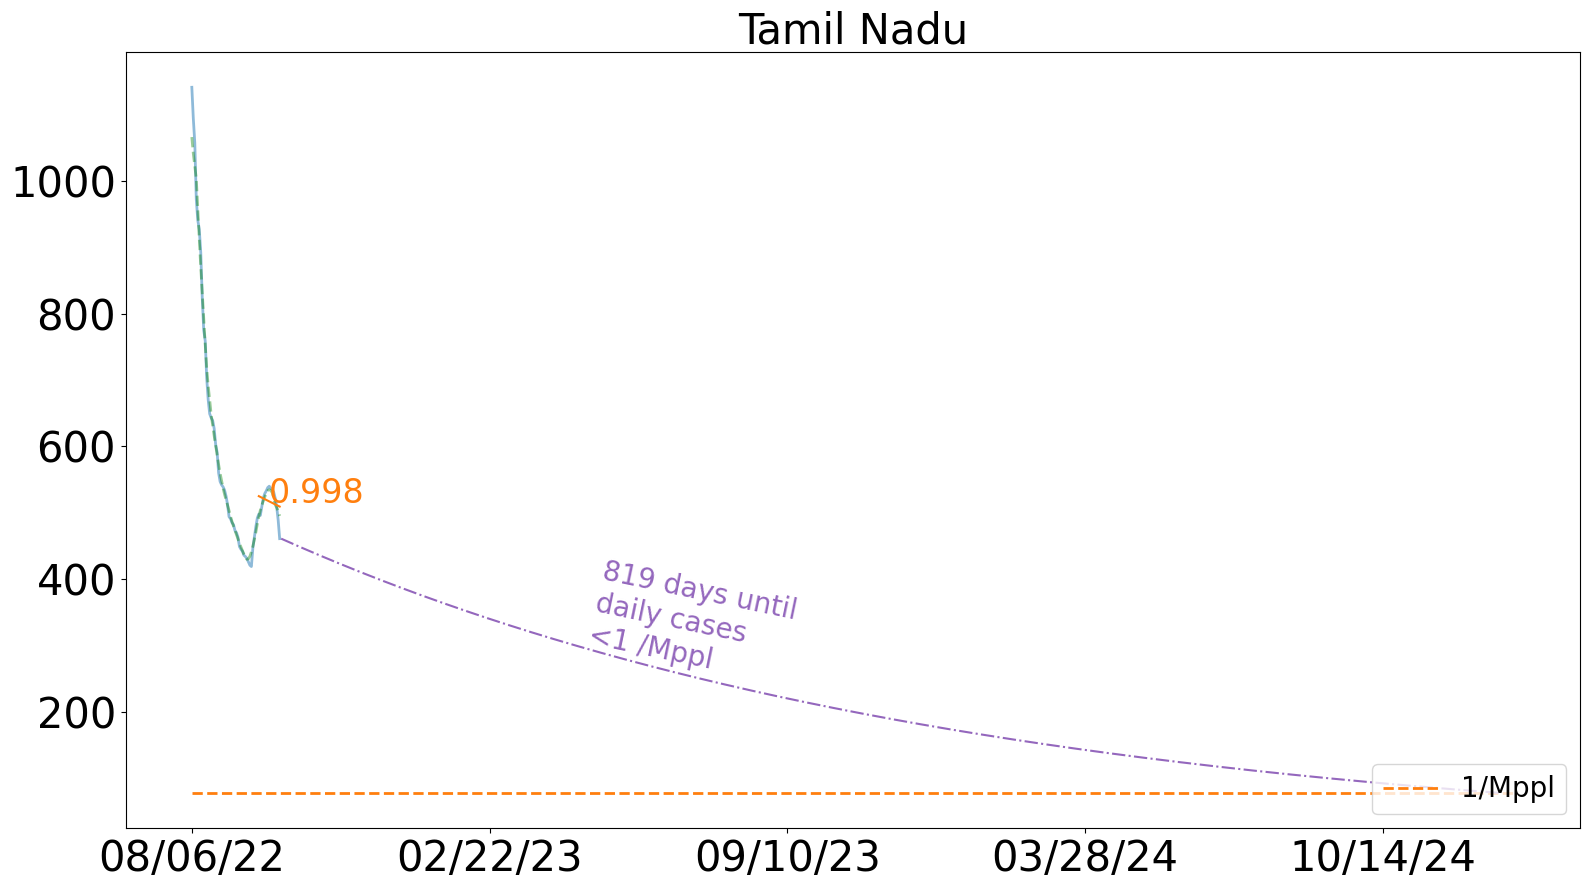 Tamil Nadu
1000
800
600
400
200
0.998
819 days until
daily cases
<1 /Mppl
1/Mppl
08/06/22
02/22/23
09/10/23
03/28/24
10/14/24